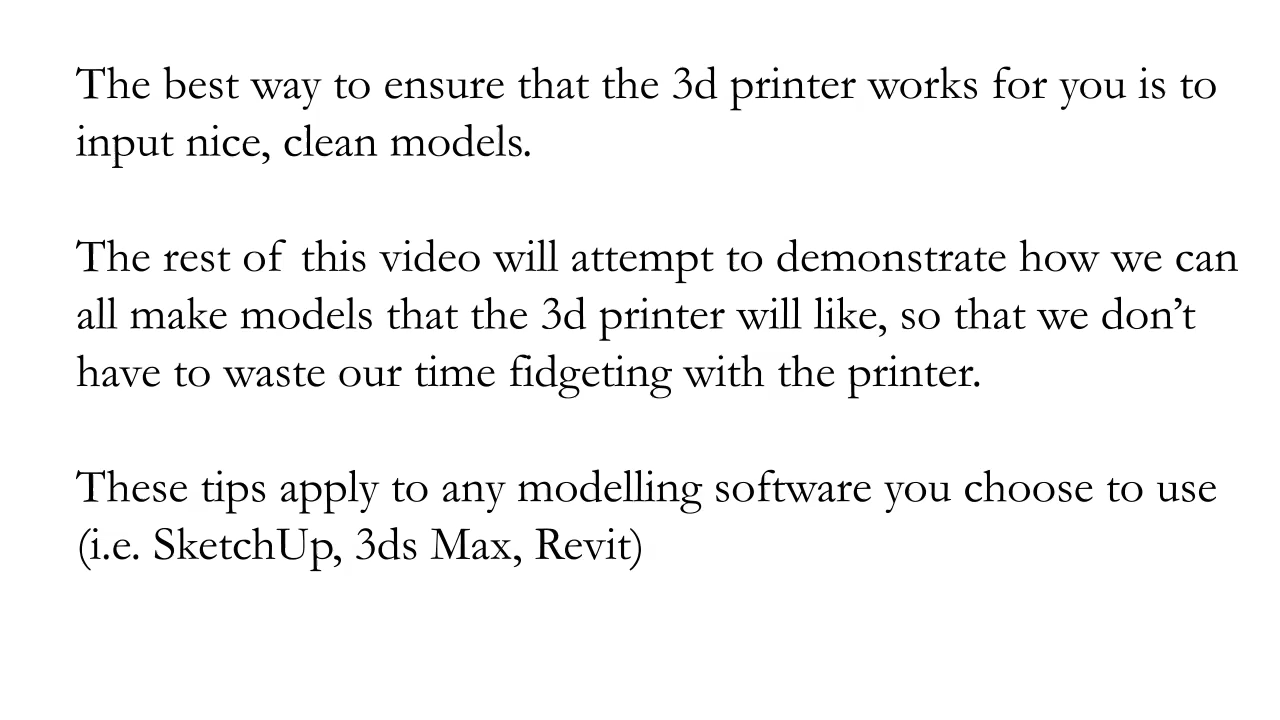 The best way to ensure that the 3d printer works for you is to
input nice, clean models.
The rest of this video will attempt to demonstrate how we can
all make models that the 3d printer will like, so that we don’t
have to waste our time fidgeting with the printer.
These tips apply to any modelling software you choose to use
(i.e. SketchUp, 3ds Max, Revit)